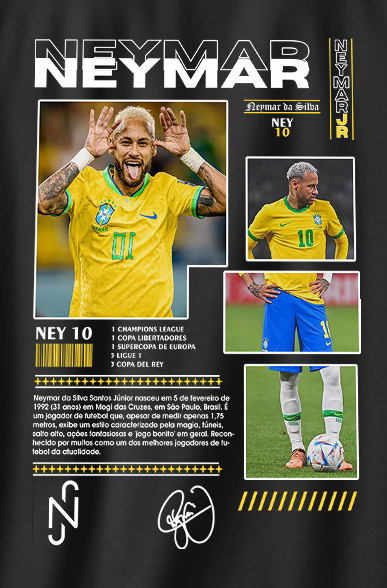 NEYMAR
NEYMAR
NEYMAR JR
Neymar da Silva
NEY
10
10
10
NEY 10
1 CHAMPIONS LEAGUE
1 COPA LIBERTADORES
1 SUPERCOPA DE EUROPA
5 LIGUE 1
3 COPA DEL REY
Neymar da Silva Santos Júnior nasceu em 5 de fevereiro de
1992 (31 anos) em Mogi das Cruzes, em São Paulo, Brasil. É
um jogador de futebol que, apesar de medir apenas 1,75
metros, exibe um estilo caracterizado pela magia, túneis,
salto alto, ações fantasiosas e 'jogo bonito' em geral. Recon-
hecido por muitos como um dos melhores jogadores de fu-
tebol da atualidade.